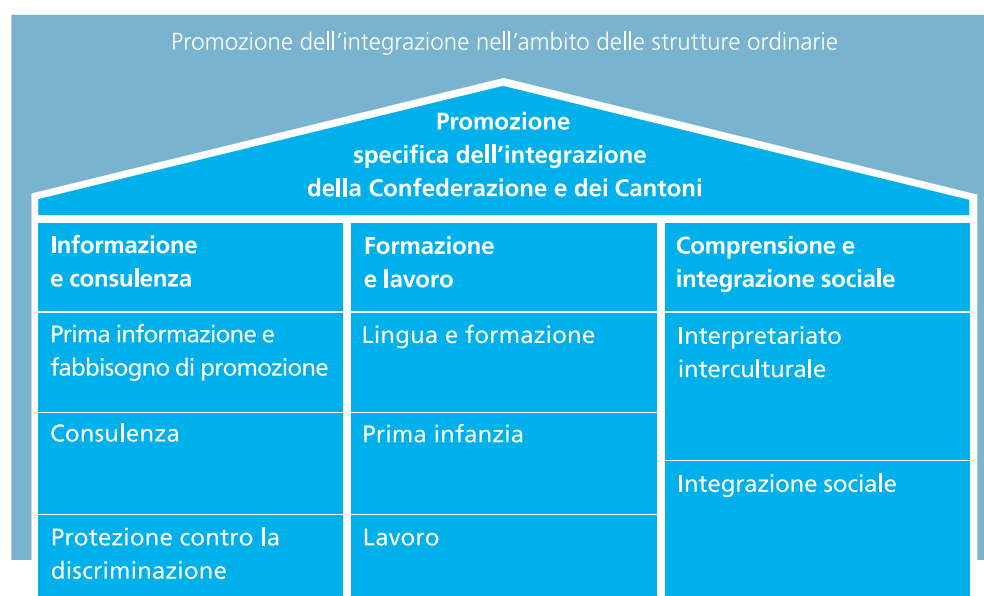 Promozione dell'integrazione nell'ambito delle strutture ordinarie
Promozione
specifica dell'integrazione
della Confederazione e dei Cantoni
Informazione
e consulenza
Prima informazione e
fabbisogno di promozione
Consulenza
Protezione contro la
discriminazione
Formazione
e lavoro
Lingua e formazione
Prima infanzia
Lavoro
Comprensione e
integrazione sociale
Interpretariato
interculturale
Integrazione sociale